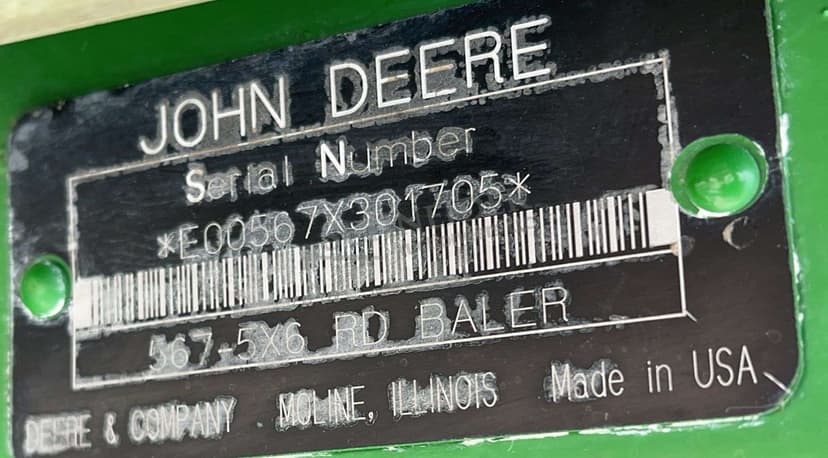 JOHN DEERE
Serial Number
*E00567X301705*
567-5X6 RD BALER
DEERE & COMPANY MOLINE, ILLINOIS Made in USA